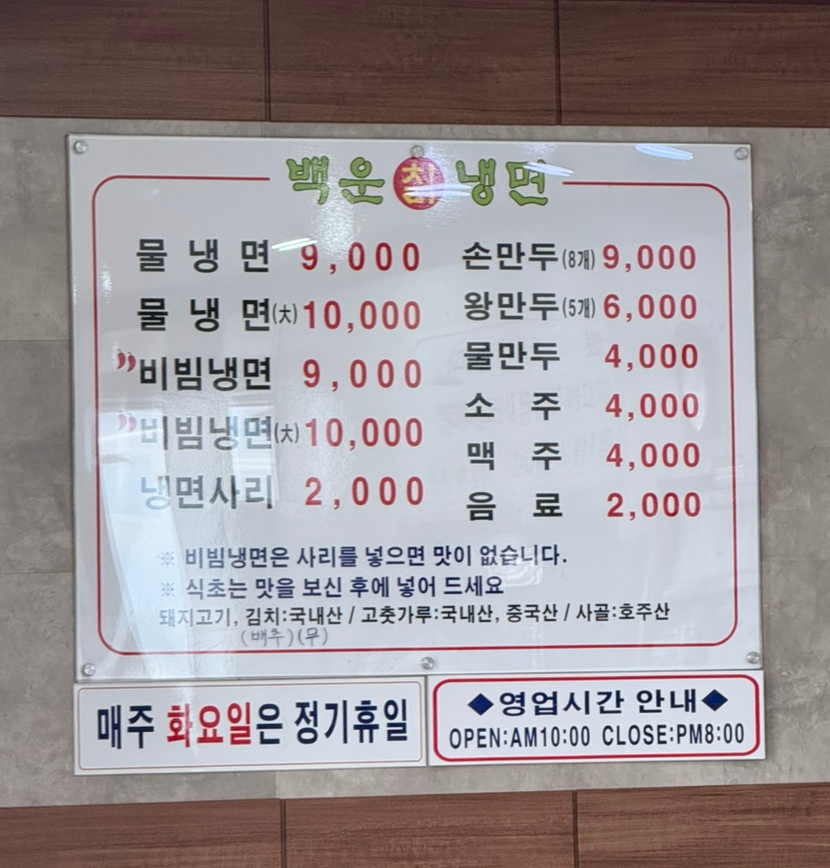 백운칡냉면
물냉면 9,000
물냉면(大) 10,000
비빔냉면 9,000
비빔냉면(大) 10,000
냉면사리 2,000
손만두(8개) 9,000
왕만두(5개) 6,000
물만두 4,000
소주 4,000
맥주 4,000
음료 2,000
※ 비빔냉면은 사리를 넣으면 맛이 없습니다.
※ 식초는 맛을 보신 후에 넣어 드세요
돼지고기, 김치:국내산 / 고춧가루:국내산, 중국산 / 사골:호주산
(배추)(무)
매주 화요일은 정기휴일
◆영업시간 안내◆
OPEN:AM10:00 CLOSE:PM8:00